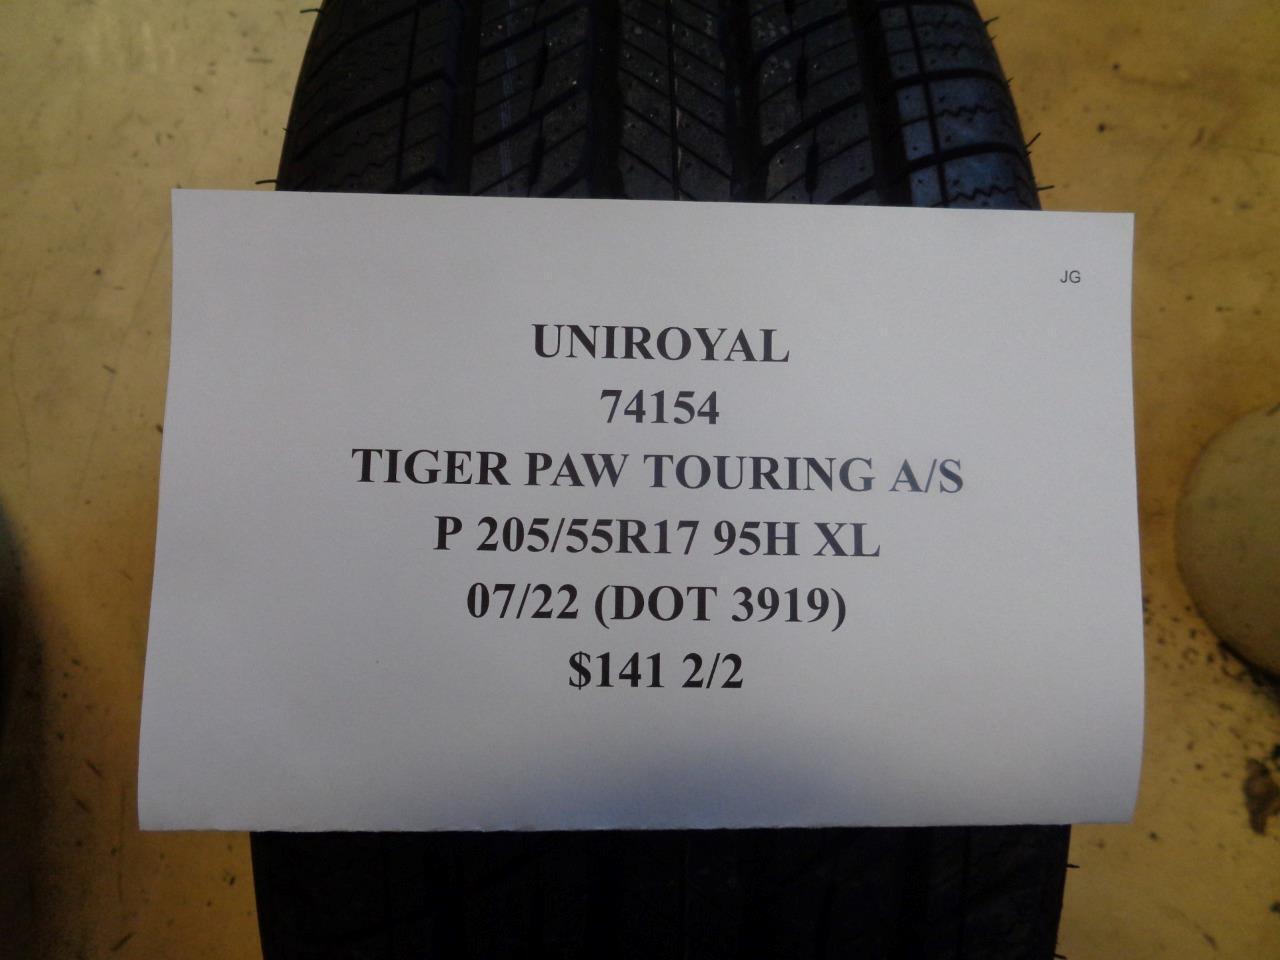 JG
UNIROYAL
74154
TIGER PAW TOURING A/S
P 205/55R17 95H XL
07/22 (DOT 3919)
$141 2/2